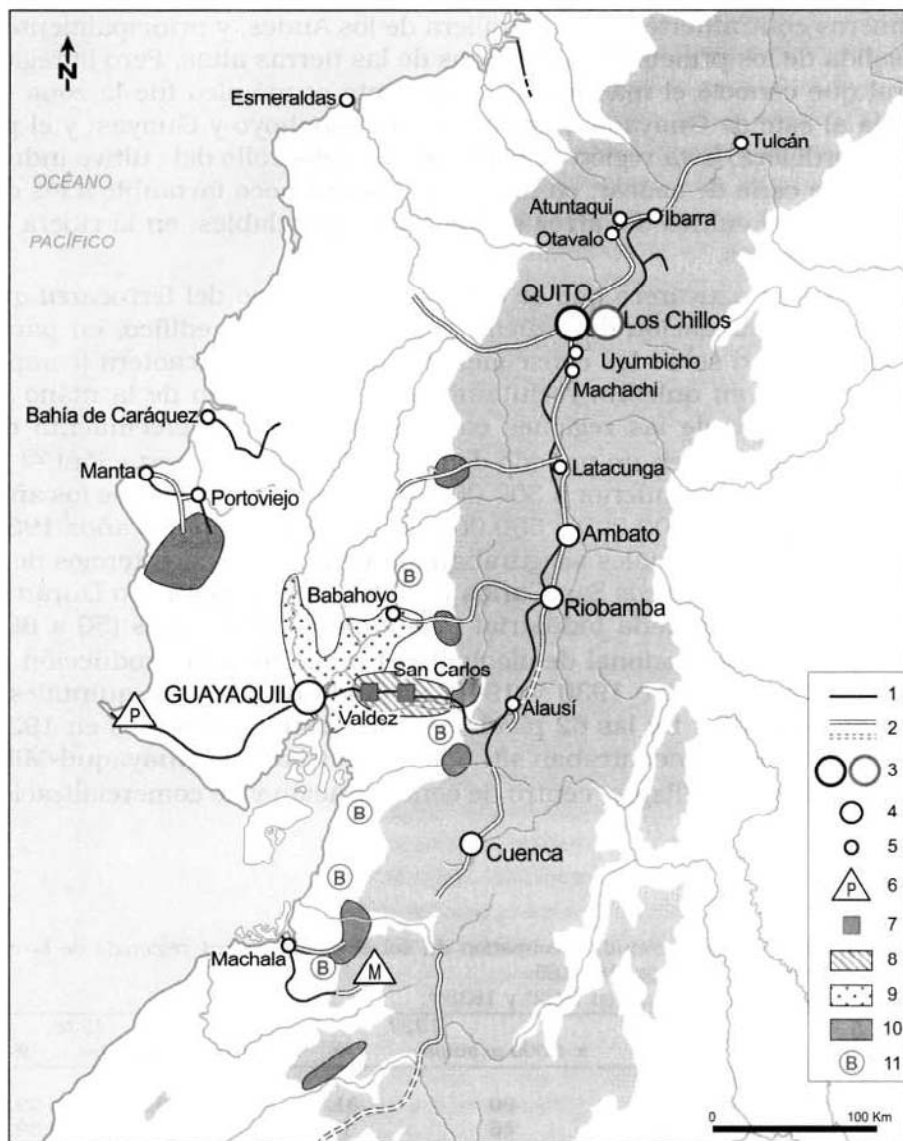 N
Esmeraldas
Tulcán
OCÉANO
PACÍFICO
Atuntaqui
Ibarra
Otavalo
QUITO
Los Chillos
Uyumbicho
Machachi
Bahía de Caráquez
Manta
Portoviejo
Latacunga
Ambato
B
Babahoyo
Riobamba
San Carlos
GUAYAQUIL
Valdez
P
Alausí
B
B
Cuenca
B
Machala
B
M
1
2
3
4
5
P 6
7
8
9
10
B 11
0 100 Km